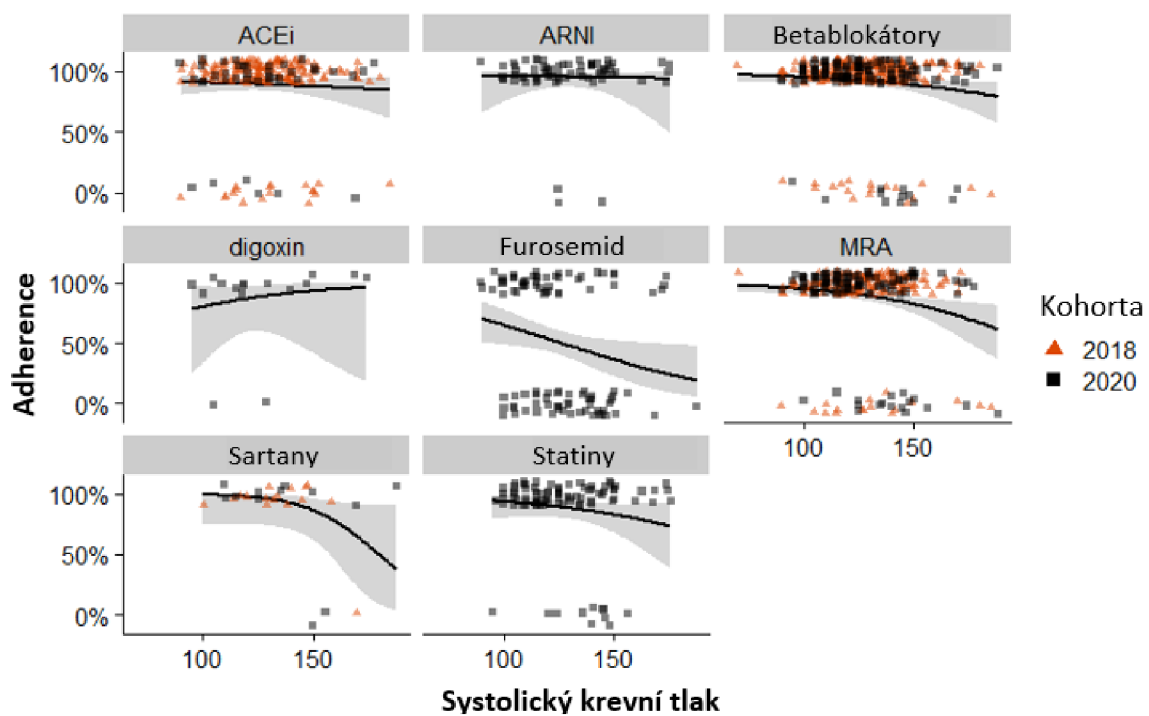 ACEi ARNI Betablokátory
100%
50%
0%
digoxin Furosemid MRA
100%
50%
0%
100 150
Sartany Statiny
100%
50%
0%
100 150 100 150
Adherence
Systolický krevní tlak
Kohorta
2018
2020